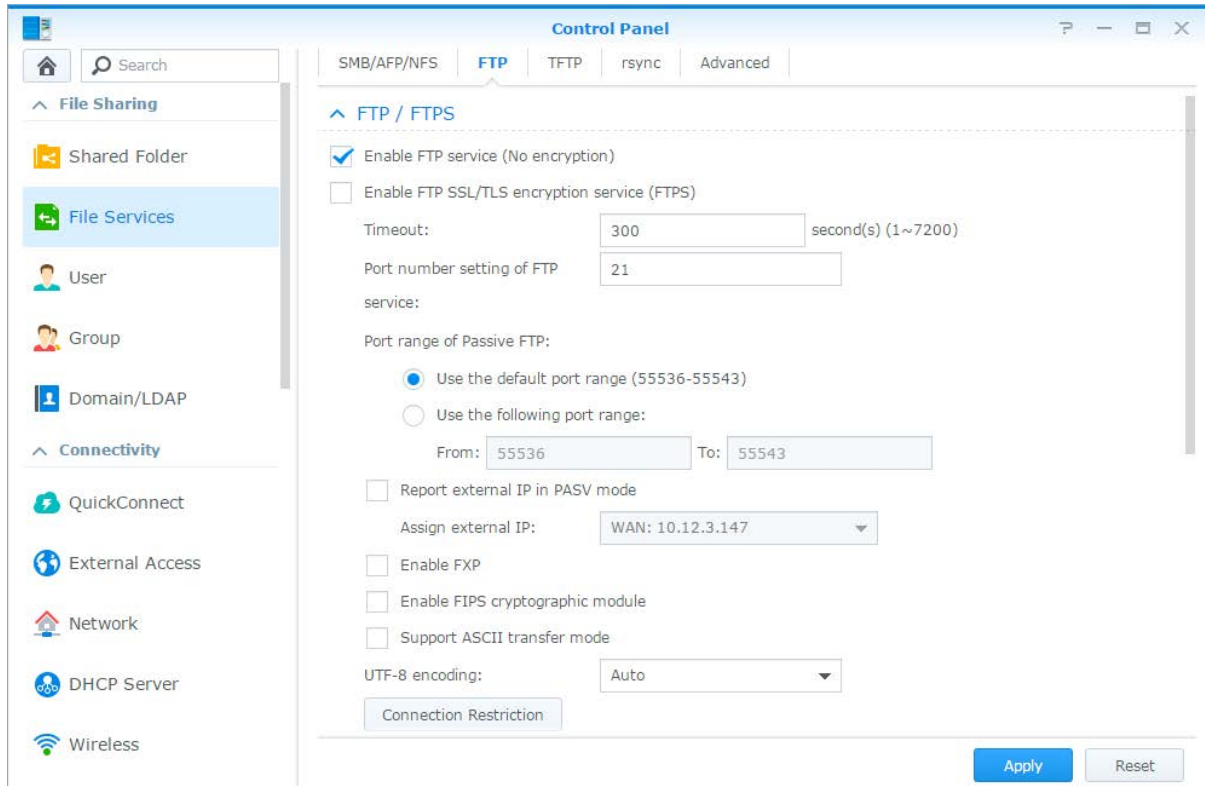 Control Panel
Search
SMB/AFP/NFS FTP TFTP rsync Advanced
File Sharing
Shared Folder
File Services
User
Group
Domain/LDAP
Connectivity
QuickConnect
External Access
Network
DHCP Server
Wireless
FTP / FTPS
Enable FTP service (No encryption)
Enable FTP SSL/TLS encryption service (FTPS)
Timeout: 300 second(s) (1~7200)
Port number setting of FTP 21
service:
Port range of Passive FTP:
Use the default port range (55536-55543)
Use the following port range:
From: 55536 To: 55543
Report external IP in PASV mode
Assign external IP: WAN: 10.12.3.147
Enable FXP
Enable FIPS cryptographic module
Support ASCII transfer mode
UTF-8 encoding: Auto
Connection Restriction
Apply Reset